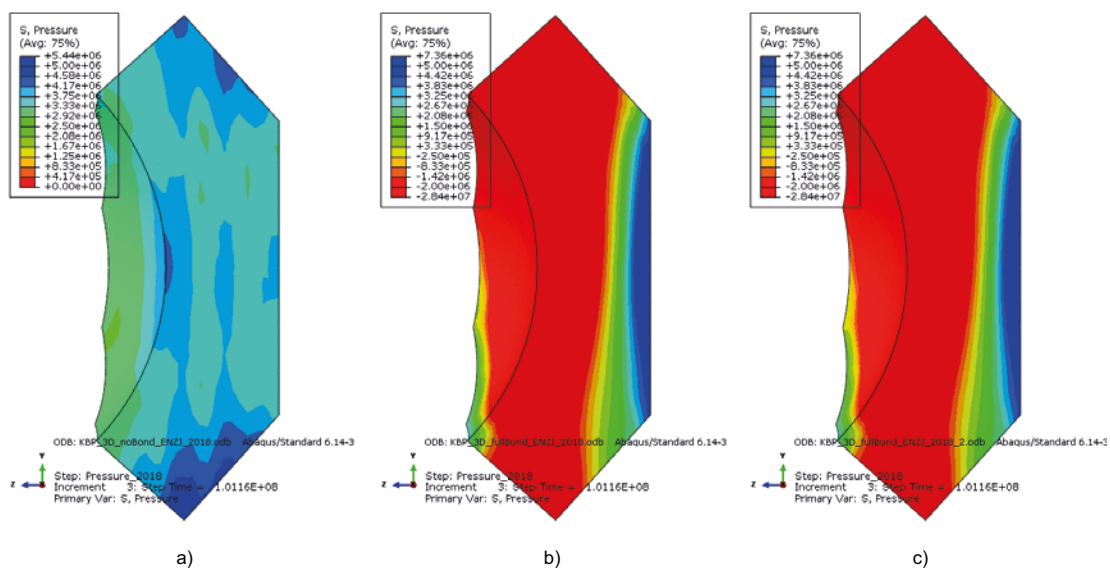 S, Pressure
(Avg: 75%)
+5.44e+06
+5.00e+06
+4.58e+06
+4.17e+06
+3.75e+06
+3.33e+06
+2.92e+06
+2.50e+06
+2.08e+06
+1.67e+06
+1.25e+06
+8.33e+05
+4.17e+05
+0.00e+00
ODB: KBP_3D_noBond_ENZJ_2018.odb Abaqus/Standard 6.14-3
Y
Z
Step: Pressure_2018
Increment 3: Step Time = 1.0116E+08
Primary Var: S, Pressure
a)
S, Pressure
(Avg: 75%)
+7.36e+06
+5.00e+06
+4.42e+06
+3.83e+06
+3.25e+06
+2.67e+06
+2.08e+06
+1.50e+06
+9.17e+05
+3.33e+05
-2.50e+05
-8.33e+05
-1.42e+06
-2.00e+06
-2.84e+07
ODB: KBP_3D_fullBond_ENZJ_2018.odb Abaqus/Standard 6.14-3
Y
Z
Step: Pressure_2018
Increment 3: Step Time = 1.0116E+08
Primary Var: S, Pressure
b)
S, Pressure
(Avg: 75%)
+7.36e+06
+5.00e+06
+4.42e+06
+3.83e+06
+3.25e+06
+2.67e+06
+2.08e+06
+1.50e+06
+9.17e+05
+3.33e+05
-2.50e+05
-8.33e+05
-1.42e+06
-2.00e+06
-2.84e+07
ODB: KBP_3D_fullBond_ENZJ_2018_2.odb Abaqus/Standard 6.14-3
Y
Z
Step: Pressure_2018
Increment 3: Step Time = 1.0116E+08
Primary Var: S, Pressure
c)